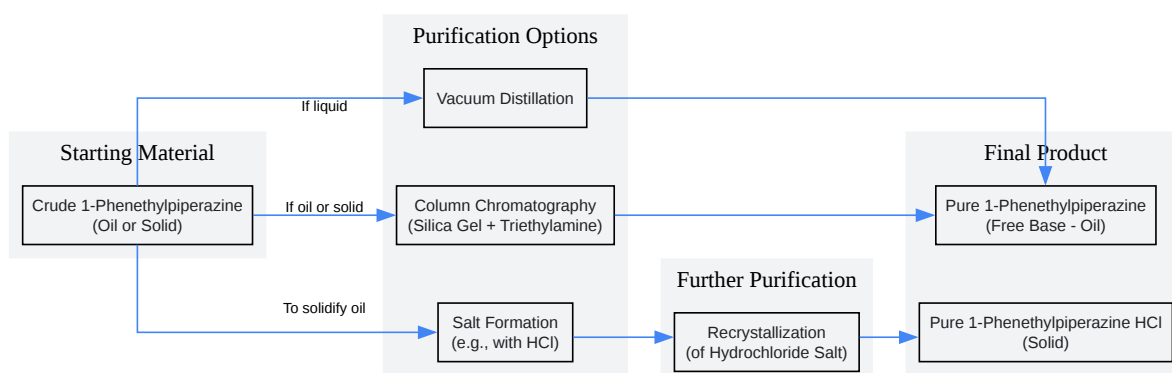 Purification Options
Vacuum Distillation
If liquid
Starting Material
Final Product
Crude 1-Phenethylpiperazine
(Oil or Solid)
If oil or solid
Column Chromatography
(Silica Gel + Triethylamine)
Pure 1-Phenethylpiperazine
(Free Base - Oil)
Further Purification
To solidify oil
Salt Formation
(e.g., with HCl)
Recrystallization
(of Hydrochloride Salt)
Pure 1-Phenethylpiperazine HCl
(Solid)